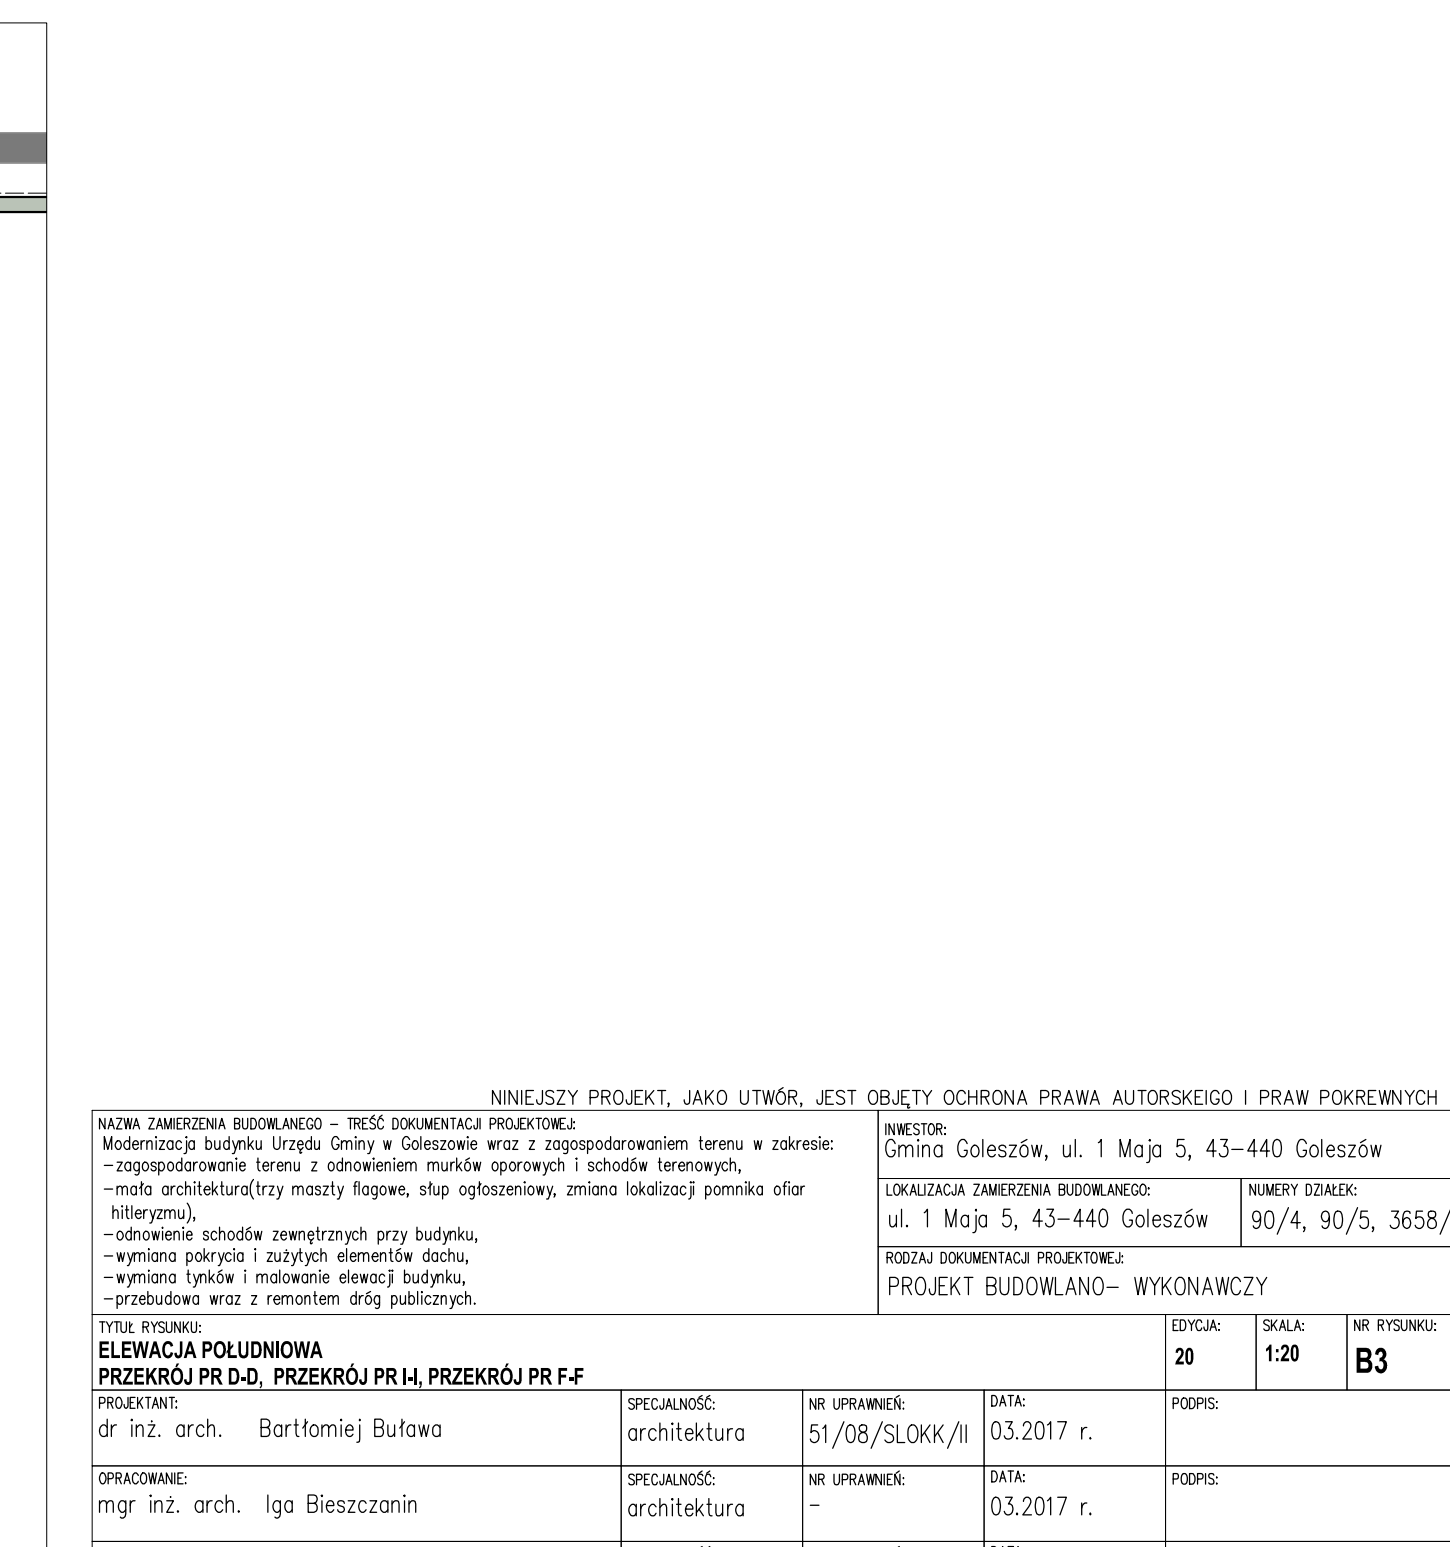 NINIEJSZY PROJEKT, JAKO UTWÓR, JEST OBJĘTY OCHRONA PRAWA AUTORSKEIGO I PRAW POKREWNYCH
NAZWA ZAMIERZENIA BUDOWLANEGO – TREŚĆ DOKUMENTACJI PROJEKTOWEJ:
Modernizacja budynku Urzędu Gminy w Goleszowie wraz z zagospodarowaniem terenu w zakresie:
–zagospodarowanie terenu z odnowieniem murków oporowych i schodów terenowych,
–mała architektura(trzy maszty flagowe, słup ogłoszeniowy, zmiana lokalizacji pomnika ofiar
hitleryzmu),
–odnowienie schodów zewnętrznych przy budynku,
–wymiana pokrycia i zużytych elementów dachu,
–wymiana tynków i malowanie elewacji budynku,
–przebudowa wraz z remontem dróg publicznych.
INWESTOR:
Gmina Goleszów, ul. 1 Maja 5, 43–440 Goleszów
LOKALIZACJA ZAMIERZENIA BUDOWLANEGO:
ul. 1 Maja 5, 43–440 Goleszów
NUMERY DZIAŁEK:
90/4, 90/5, 3658/
RODZAJ DOKUMENTACJI PROJEKTOWEJ:
PROJEKT BUDOWLANO– WYKONAWCZY
TYTUŁ RYSUNKU:
ELEWACJA POŁUDNIOWA
PRZEKRÓJ PR D-D, PRZEKRÓJ PR I-I, PRZEKRÓJ PR F-F
EDYCJA:
20
SKALA:
1:20
NR RYSUNKU:
B3
PROJEKTANT:
dr inż. arch. Bartłomiej Buława
SPECJALNOŚĆ:
architektura
NR UPRAWNIEŃ:
51/08/SLOKK/II
DATA:
03.2017 r.
PODPIS:
OPRACOWANIE:
mgr inż. arch. Iga Bieszczanin
SPECJALNOŚĆ:
architektura
NR UPRAWNIEŃ:
–
DATA:
03.2017 r.
PODPIS: